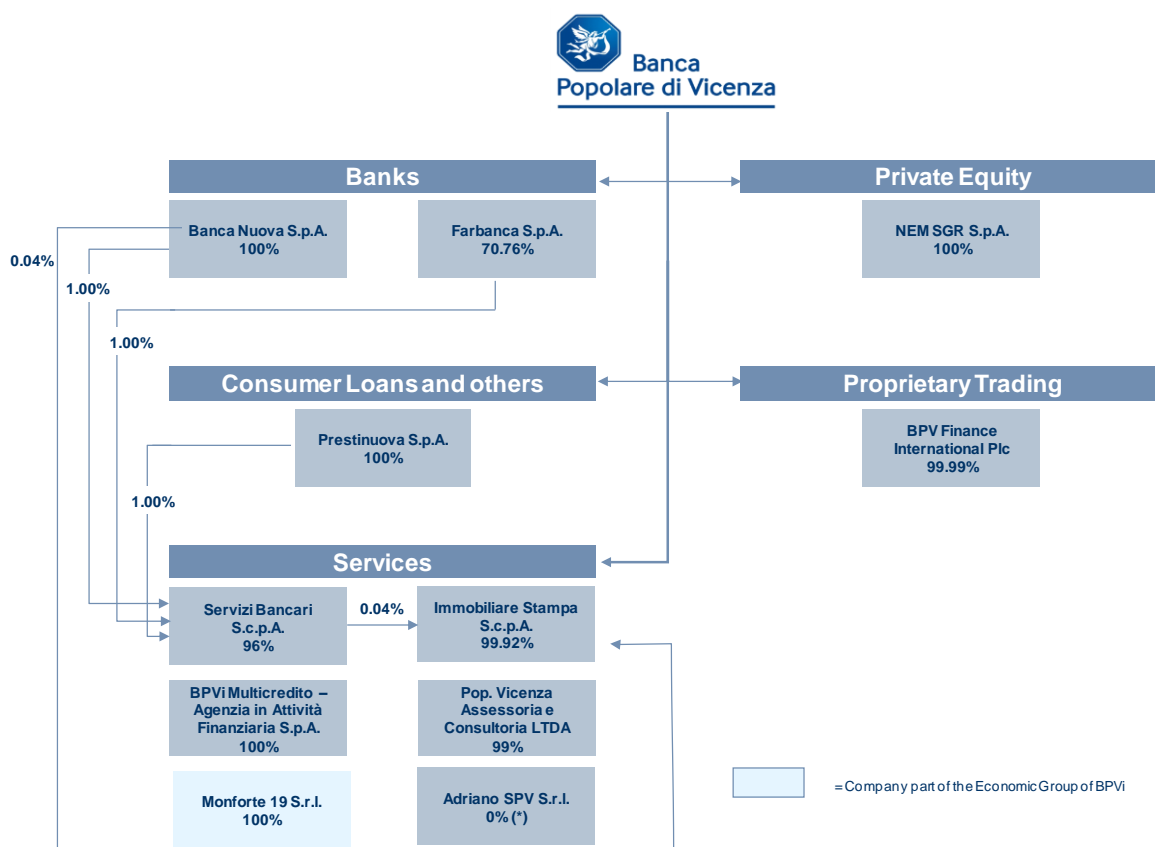 Banca
Popolare di Vicenza
Banks
Private Equity
Banca Nuova S.p.A.
100%
Farbanca S.p.A.
70.76%
NEM SGR S.p.A.
100%
0.04%
1.00%
1.00%
Consumer Loans and others
Proprietary Trading
Prestinuova S.p.A.
100%
BPV Finance
International Plc
99.99%
1.00%
Services
Servizi Bancari
S.c.p.A.
96%
0.04%
Immobiliare Stampa
S.c.p.A.
99.92%
BPVi Multicredito –
Agenzia in Attività
Finanziaria S.p.A.
100%
Pop. Vicenza
Assessoria e
Consultoria LTDA
99%
Monforte 19 S.r.l.
100%
Adriano SPV S.r.l.
0% (*)
= Company part of the Economic Group of BPVi